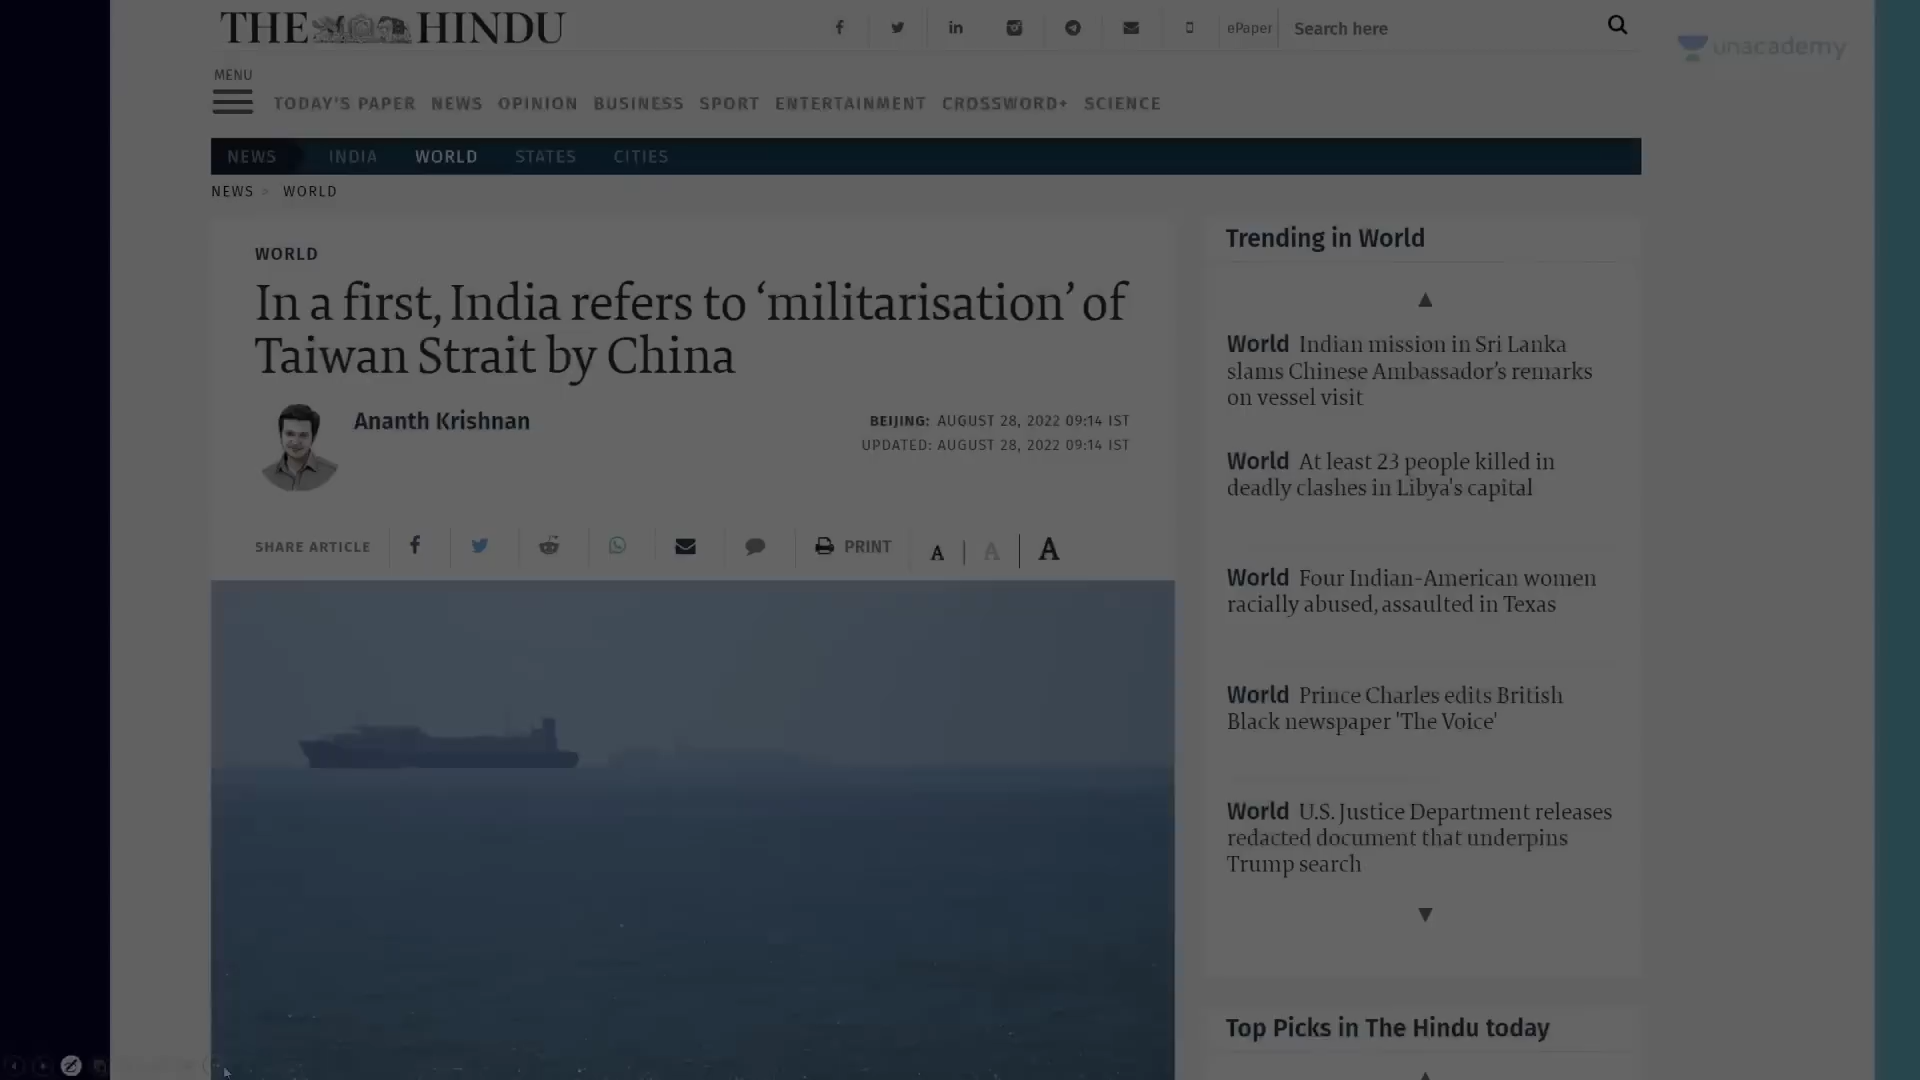 THE HINDU
ePaper
Search here
unacademy
MENU
TODAY'S PAPER NEWS OPINION BUSINESS SPORT ENTERTAINMENT CROSSWORD+ SCIENCE
NEWS INDIA WORLD STATES CITIES
NEWS > WORLD
WORLD
In a first, India refers to ‘militarisation’ of
Taiwan Strait by China
Ananth Krishnan
BEIJING: AUGUST 28, 2022 09:14 IST
UPDATED: AUGUST 28, 2022 09:14 IST
SHARE ARTICLE
PRINT
A | A | A
Trending in World
World Indian mission in Sri Lanka
slams Chinese Ambassador’s remarks
on vessel visit
World At least 23 people killed in
deadly clashes in Libya's capital
World Four Indian-American women
racially abused, assaulted in Texas
World Prince Charles edits British
Black newspaper 'The Voice'
World U.S. Justice Department releases
redacted document that underpins
Trump search
Top Picks in The Hindu today